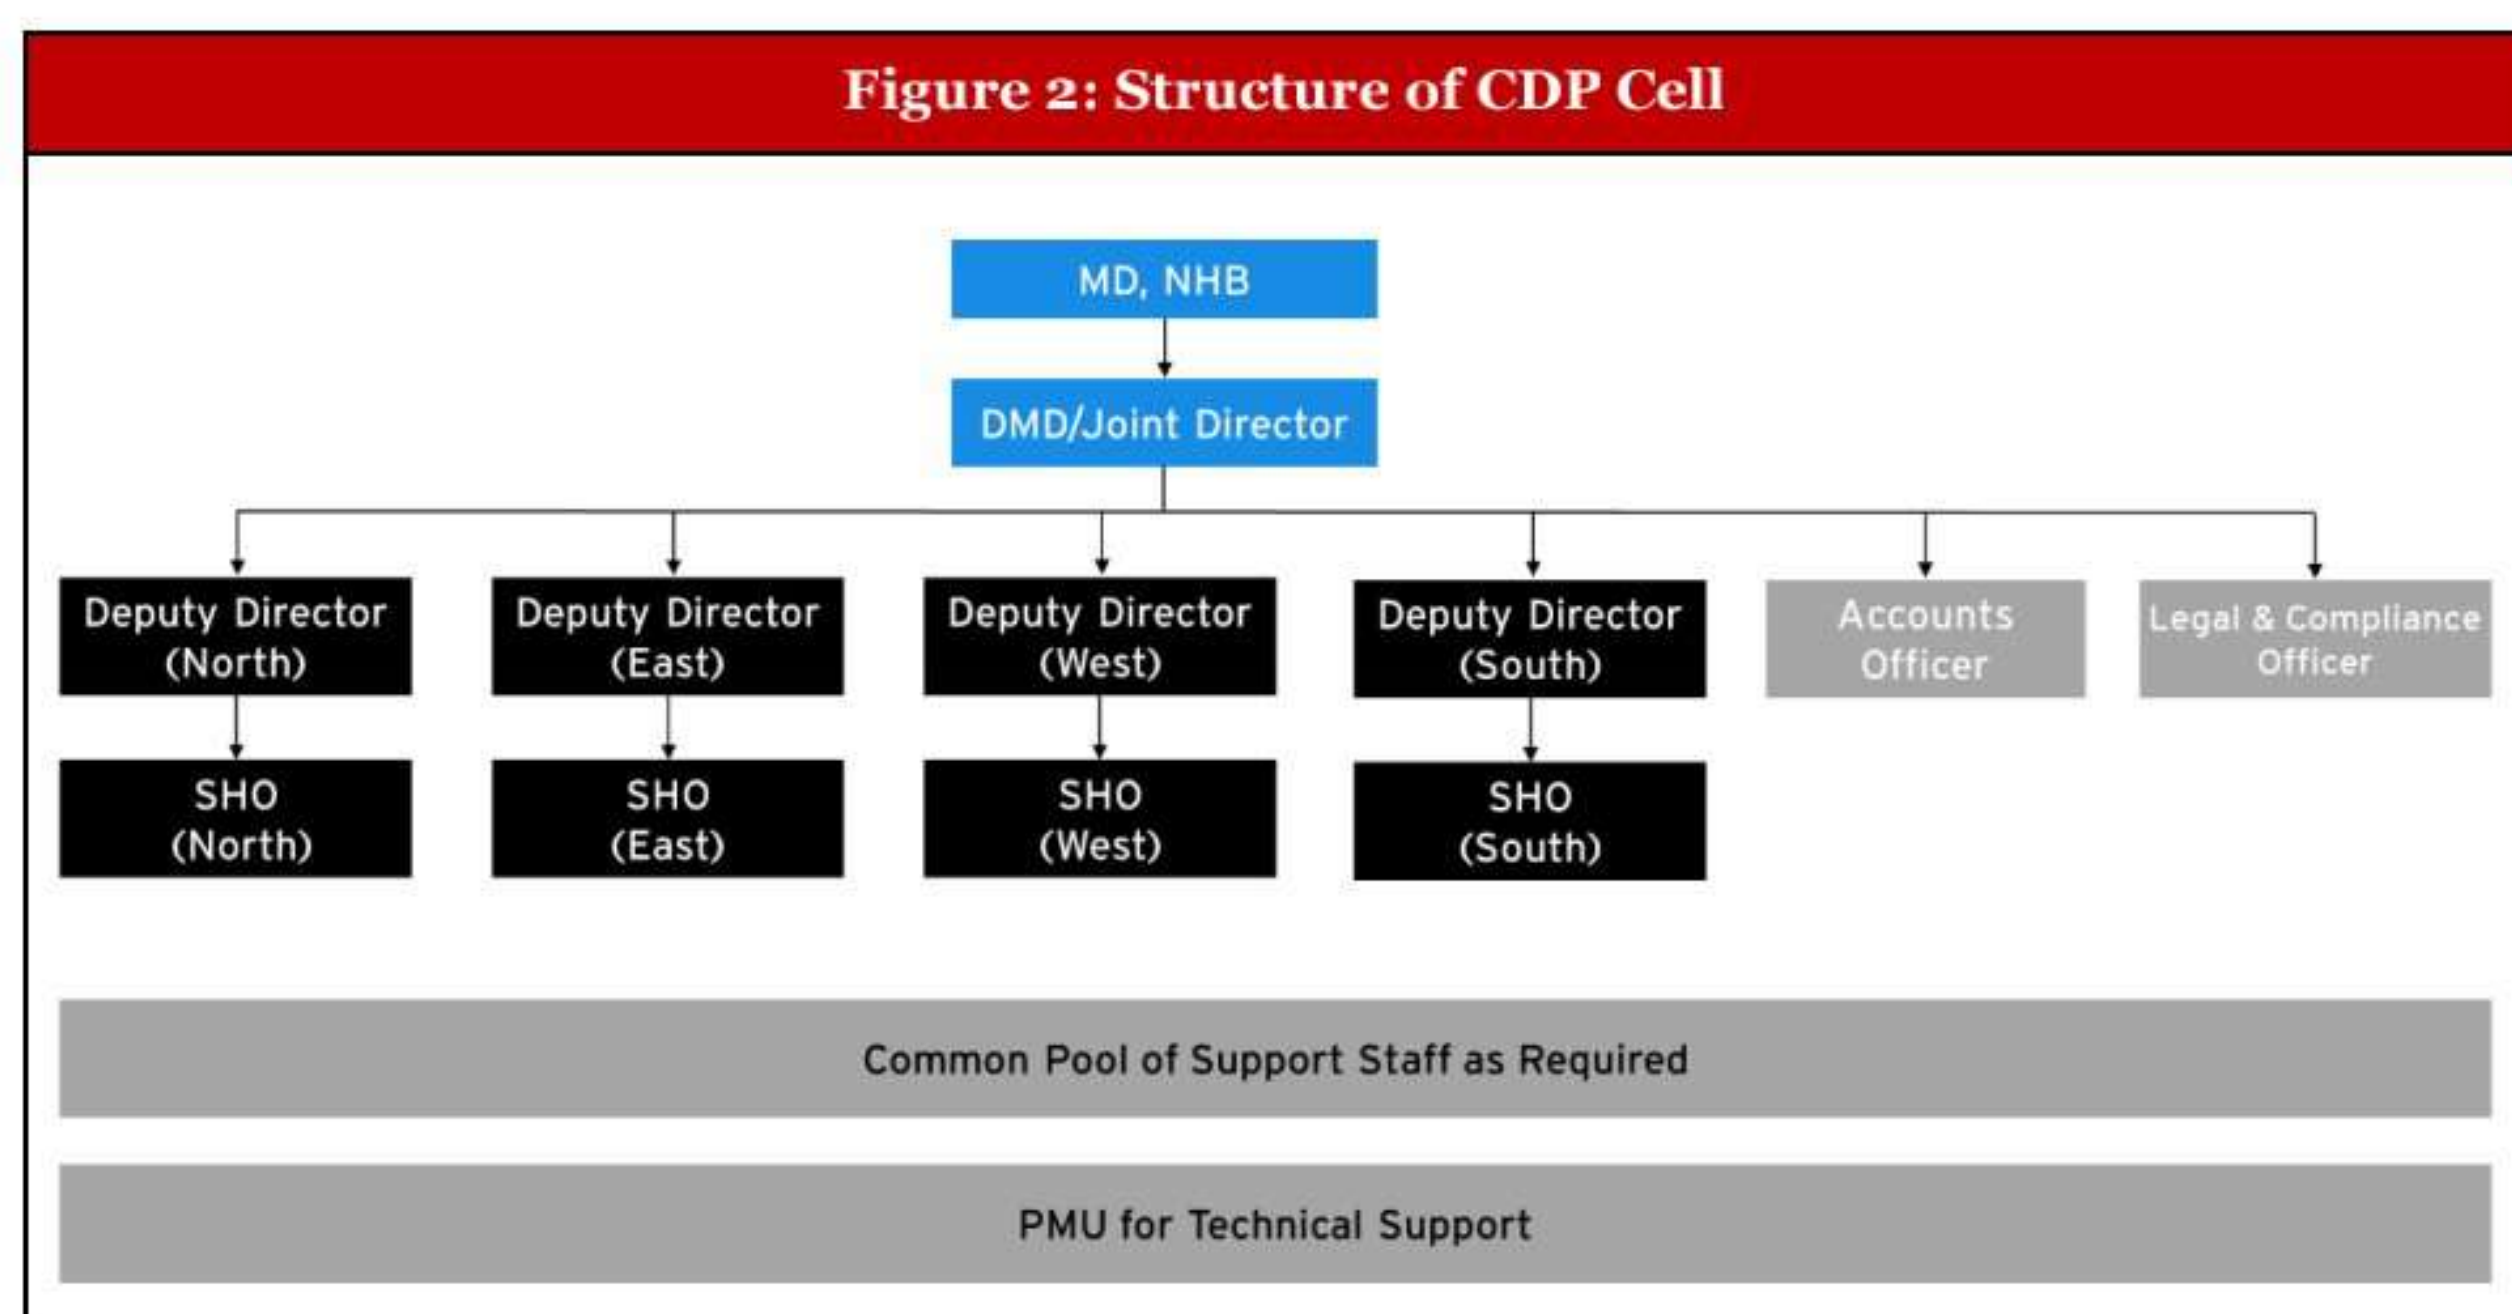 Figure 2: Structure of CDP Cell
MD, NHB
DMD/Joint Director
Deputy Director
(North)
Deputy Director
(East)
Deputy Director
(West)
Deputy Director
(South)
Accounts
Officer
Legal & Compliance
Officer
SHO
(North)
SHO
(East)
SHO
(West)
SHO
(South)
Common Pool of Support Staff as Required
PMU for Technical Support